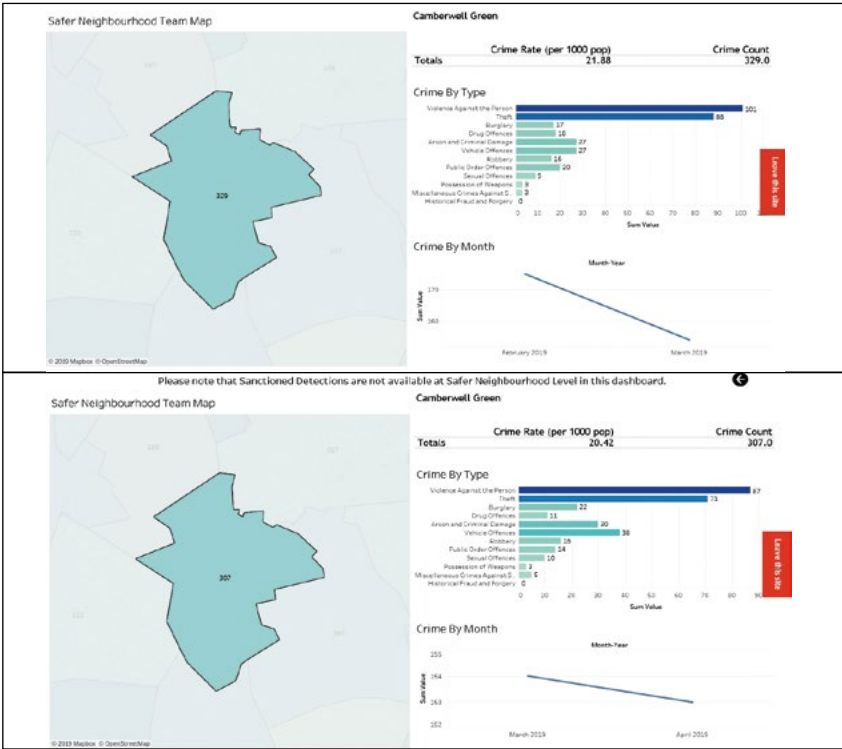 Safer Neighbourhood Team Map
Camberwell Green
Crime Rate (per 1000 pop) Crime Count
Totals 21.88 329.0
Crime By Type
Violence Against the Person 101
Theft 88
Burglary 17
Drug Offences 18
Arson and Criminal Damage 27
Vehicle Offences 27
Robbery 16
Public Order Offences 20
Sexual Offences 9
Possession of Weapons 3
Miscellaneous Crimes Against S.. 3
Historical Fraud and Forgery 0
0 10 20 30 40 50 60 70 80 90 100
Sum Value
Leave this site
329
Crime By Month
Month-Year
Sum Value
170
160
February 2019 March 2019
© 2019 Mapbox © OpenStreetMap
Please note that Sanctioned Detections are not available at Safer Neighbourhood Level in this dashboard.
Safer Neighbourhood Team Map
Camberwell Green
Crime Rate (per 1000 pop) Crime Count
Totals 20.42 307.0
Crime By Type
Violence Against the Person 87
Theft 71
Burglary 22
Drug Offences 11
Arson and Criminal Damage 30
Vehicle Offences 38
Robbery 16
Public Order Offences 14
Sexual Offences 10
Possession of Weapons 3
Miscellaneous Crimes Against S.. 5
Historical Fraud and Forgery 0
0 10 20 30 40 50 60 70 80 90
Sum Value
Leave this site
307
Crime By Month
Month-Year
Sum Value
155
154
153
152
March 2019 April 2019
© 2019 Mapbox © OpenStreetMap